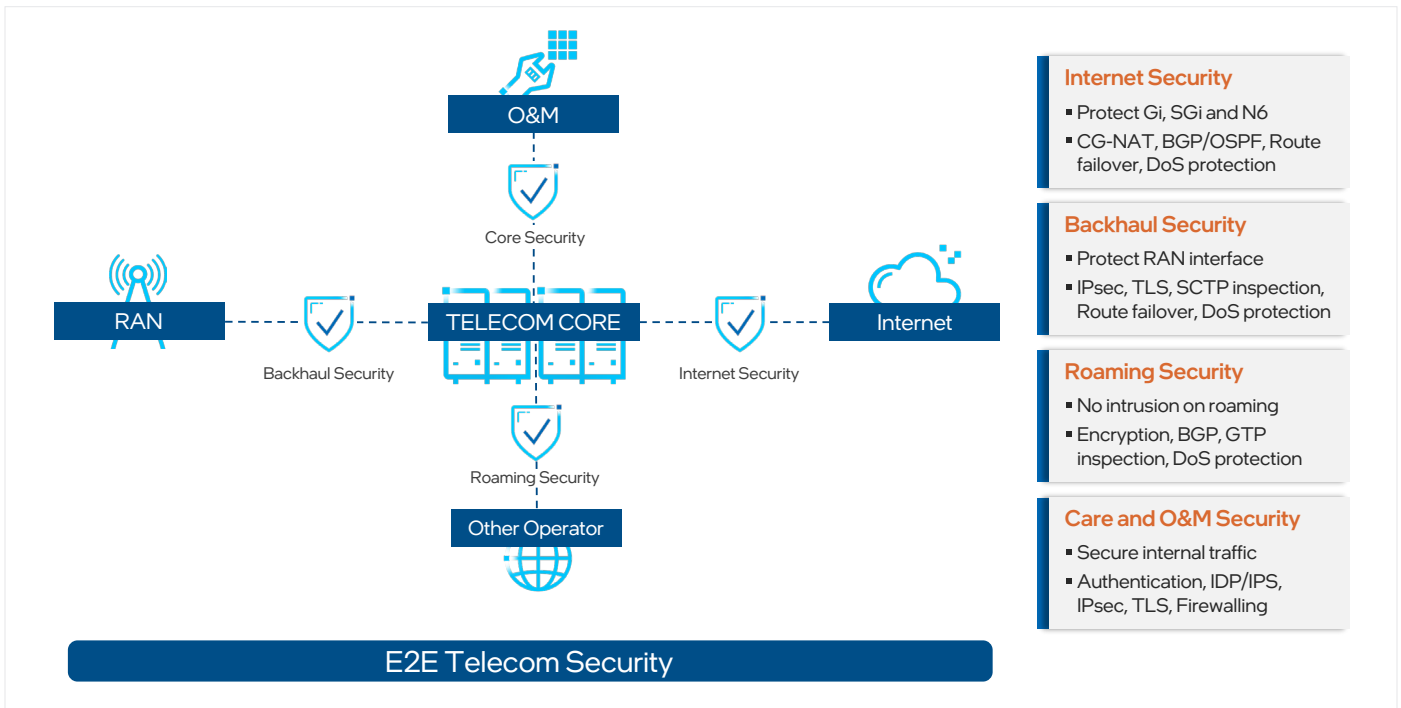 O&M
Core Security
RAN
TELECOM CORE
Internet
Backhaul Security
Internet Security
Roaming Security
Other Operator
E2E Telecom Security
Internet Security
▪ Protect Gi, SGi and N6
▪ CG-NAT, BGP/OSPF, Route
failover, DoS protection
Backhaul Security
▪ Protect RAN interface
▪ IPsec, TLS, SCTP inspection,
Route failover, DoS protection
Roaming Security
▪ No intrusion on roaming
▪ Encryption, BGP, GTP
inspection, DoS protection
Care and O&M Security
▪ Secure internal traffic
▪ Authentication, IDP/IPS,
IPsec, TLS, Firewalling